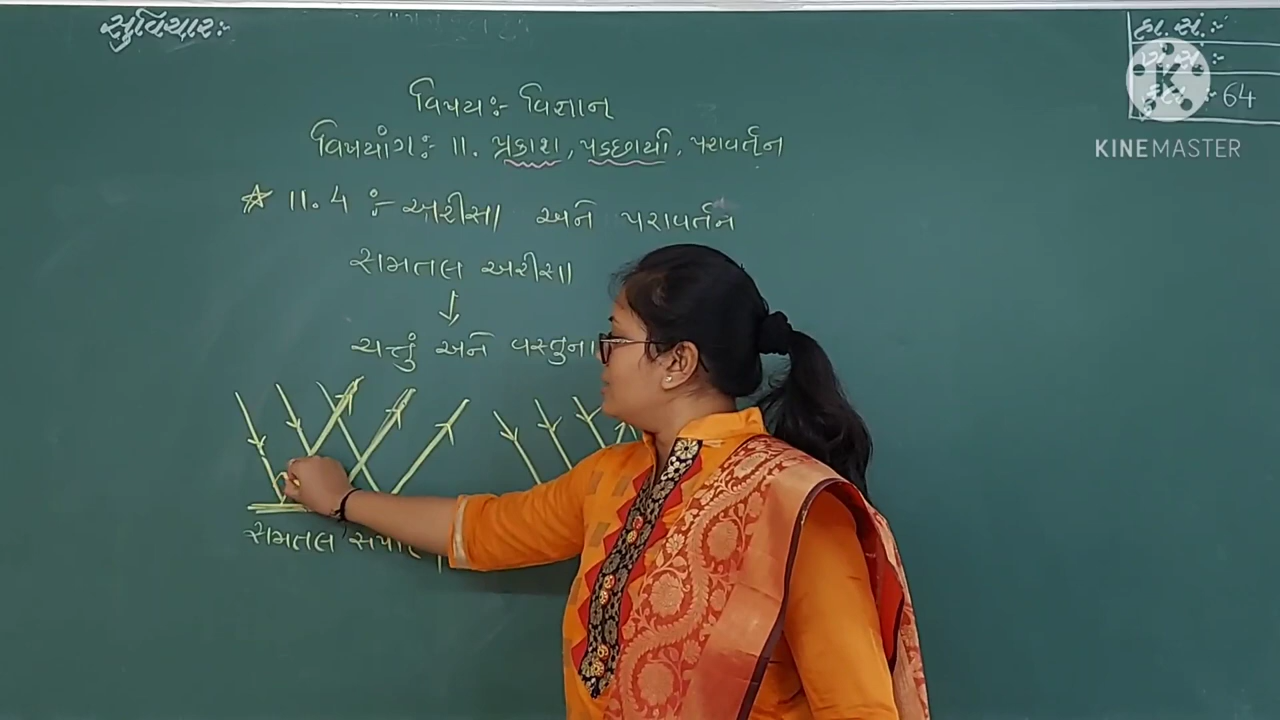 સુવિચાર:-
હા. સં. :-
:- 64
KINEMASTER
વિષય:- વિજ્ઞાન
વિષયાંગ:- 11. પ્રકાશ, પડછાયા, પરાવર્તન
☆ 11.4 :- અરીસા અને પરાવર્તન
સમતલ અરીસા
↓
ચત્તું અને વસ્તુના
સમતલ